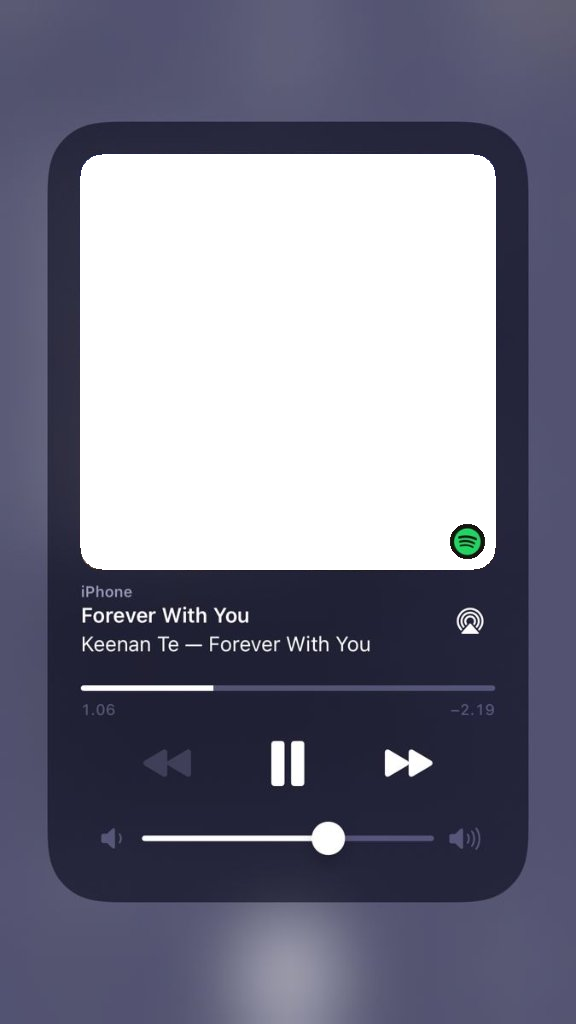 iPhone
Forever With You
Keenan Te — Forever With You
1.06
–2.19